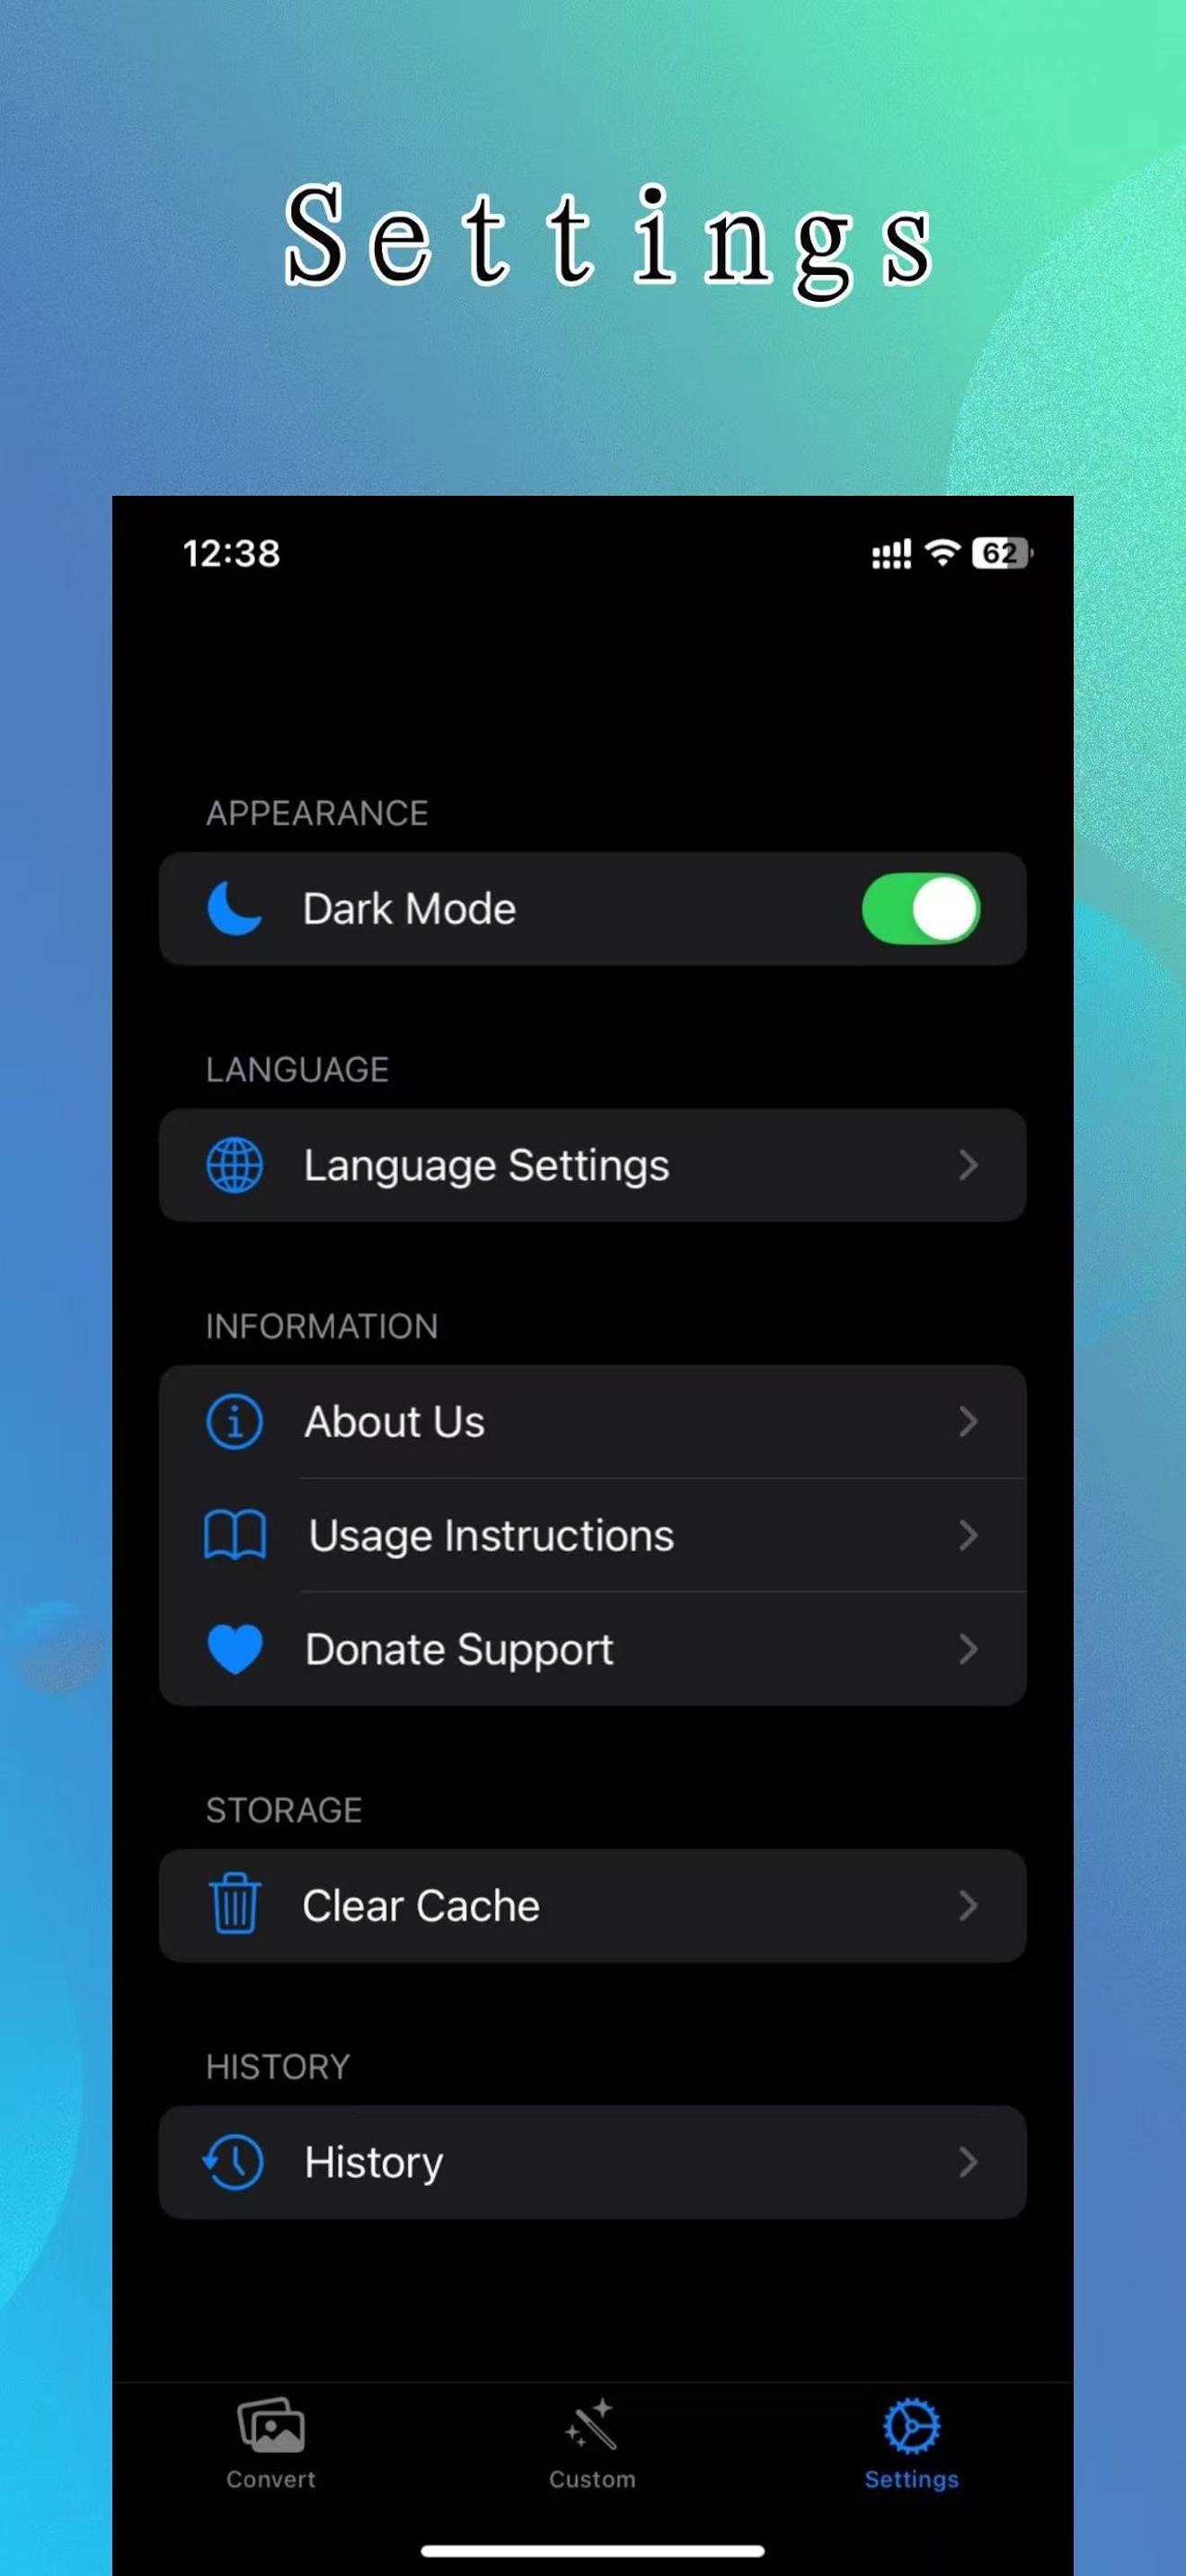 Settings
12:38
62
APPEARANCE
Dark Mode
LANGUAGE
Language Settings
INFORMATION
About Us
Usage Instructions
Donate Support
STORAGE
Clear Cache
HISTORY
History
Convert Custom Settings